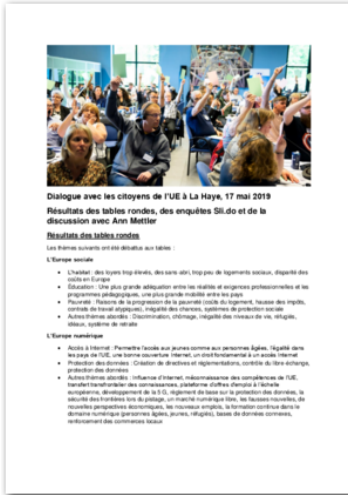 Dialogue avec les citoyens de l'UE à La Haye, 17 mai 2019
Résultats des tables rondes, des enquêtes Sli.do et de la
discussion avec Ann Mettler
Résultats des tables rondes
Les thèmes suivants ont été débattus aux tables :
L'Europe sociale
• L'habitat : des loyers trop élevés, des sans abri, trop peu de logements sociaux, disparité des
coûts en Europe
• Éducation : Une plus grande adéquation entre les réalités et exigences professionnelles et les
programmes pédagogiques, une plus grande mobilité entre les pays
• Pauvreté : Raisons de la progression de la pauvreté (coûts du logement, hausse des impôts,
contrats de travail atypiques), inégalité des chances, systèmes de protection sociale
• Autres thèmes abordés : Discrimination, chômage, inégalité des niveaux de vie, réfugiés,
idéaux, système de retraite
L'Europe numérique
• Accès à Internet : Permettre l'accès aux jeunes comme aux personnes âgées, l'égalité dans
les pays de l'UE, une bonne couverture Internet, un droit fondamental à un accès Internet
• Protection des données : Création de directives et réglementations, contrôle du libre-échange,
protection des données
• Autres thèmes abordés : Influence d'Internet, méconnaissance des compétences de l'UE,
transfert transfrontalier des connaissances, plateforme d'offres d'emploi à l'échelle
européenne, développement de la 5 G, règlement de base sur la protection des données, la
sécurité des frontières lors du pistage, un marché numérique libre, les fausses nouvelles, de
nouvelles perspectives économiques, les nouveaux emplois, la formation continue dans le
domaine numérique (personnes âgées, jeunes, réfugiés), bases de données connexes,
renforcement des commerces locaux